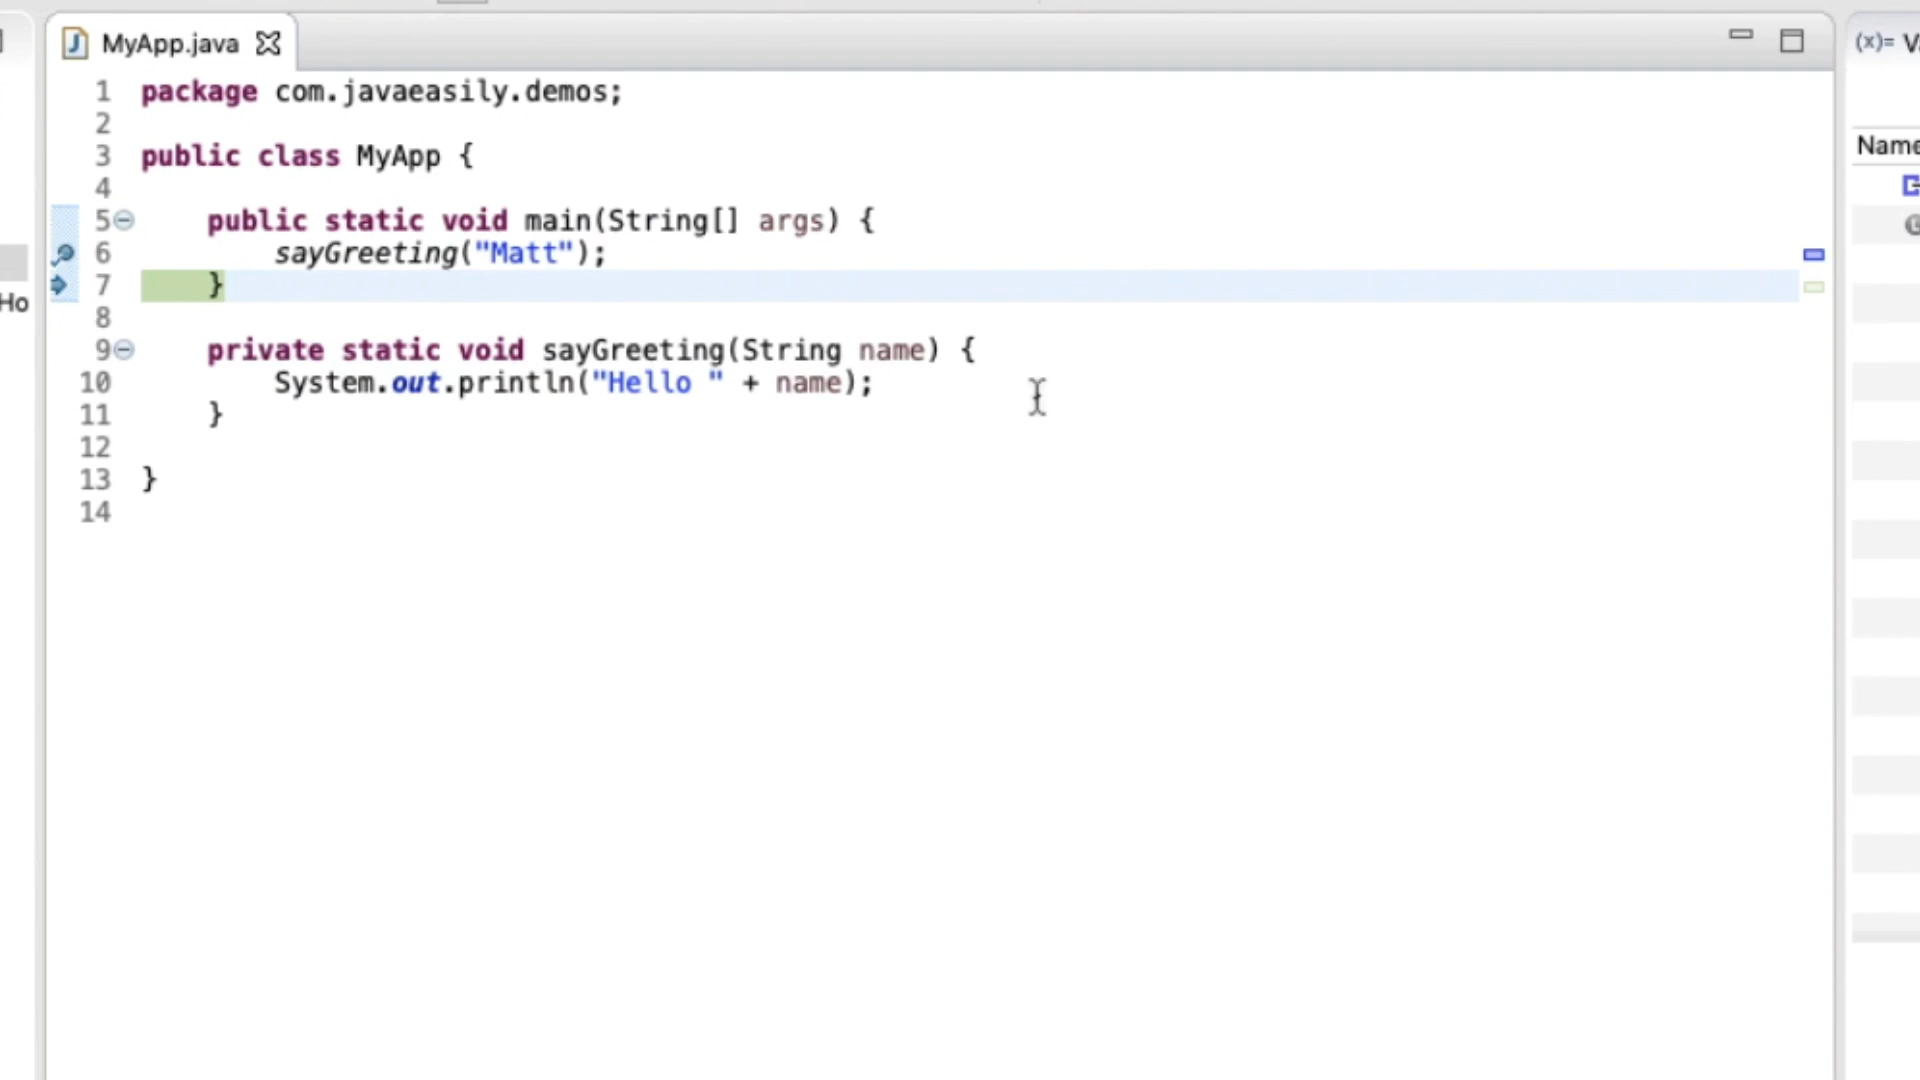 MyApp.java
(x)=
Name
Ho
1 package com.javaeasily.demos;
2
3 public class MyApp {
4
5 public static void main(String[] args) {
6 sayGreeting("Matt");
7 }
8
9 private static void sayGreeting(String name) {
10 System.out.println("Hello " + name);
11 }
12
13 }
14